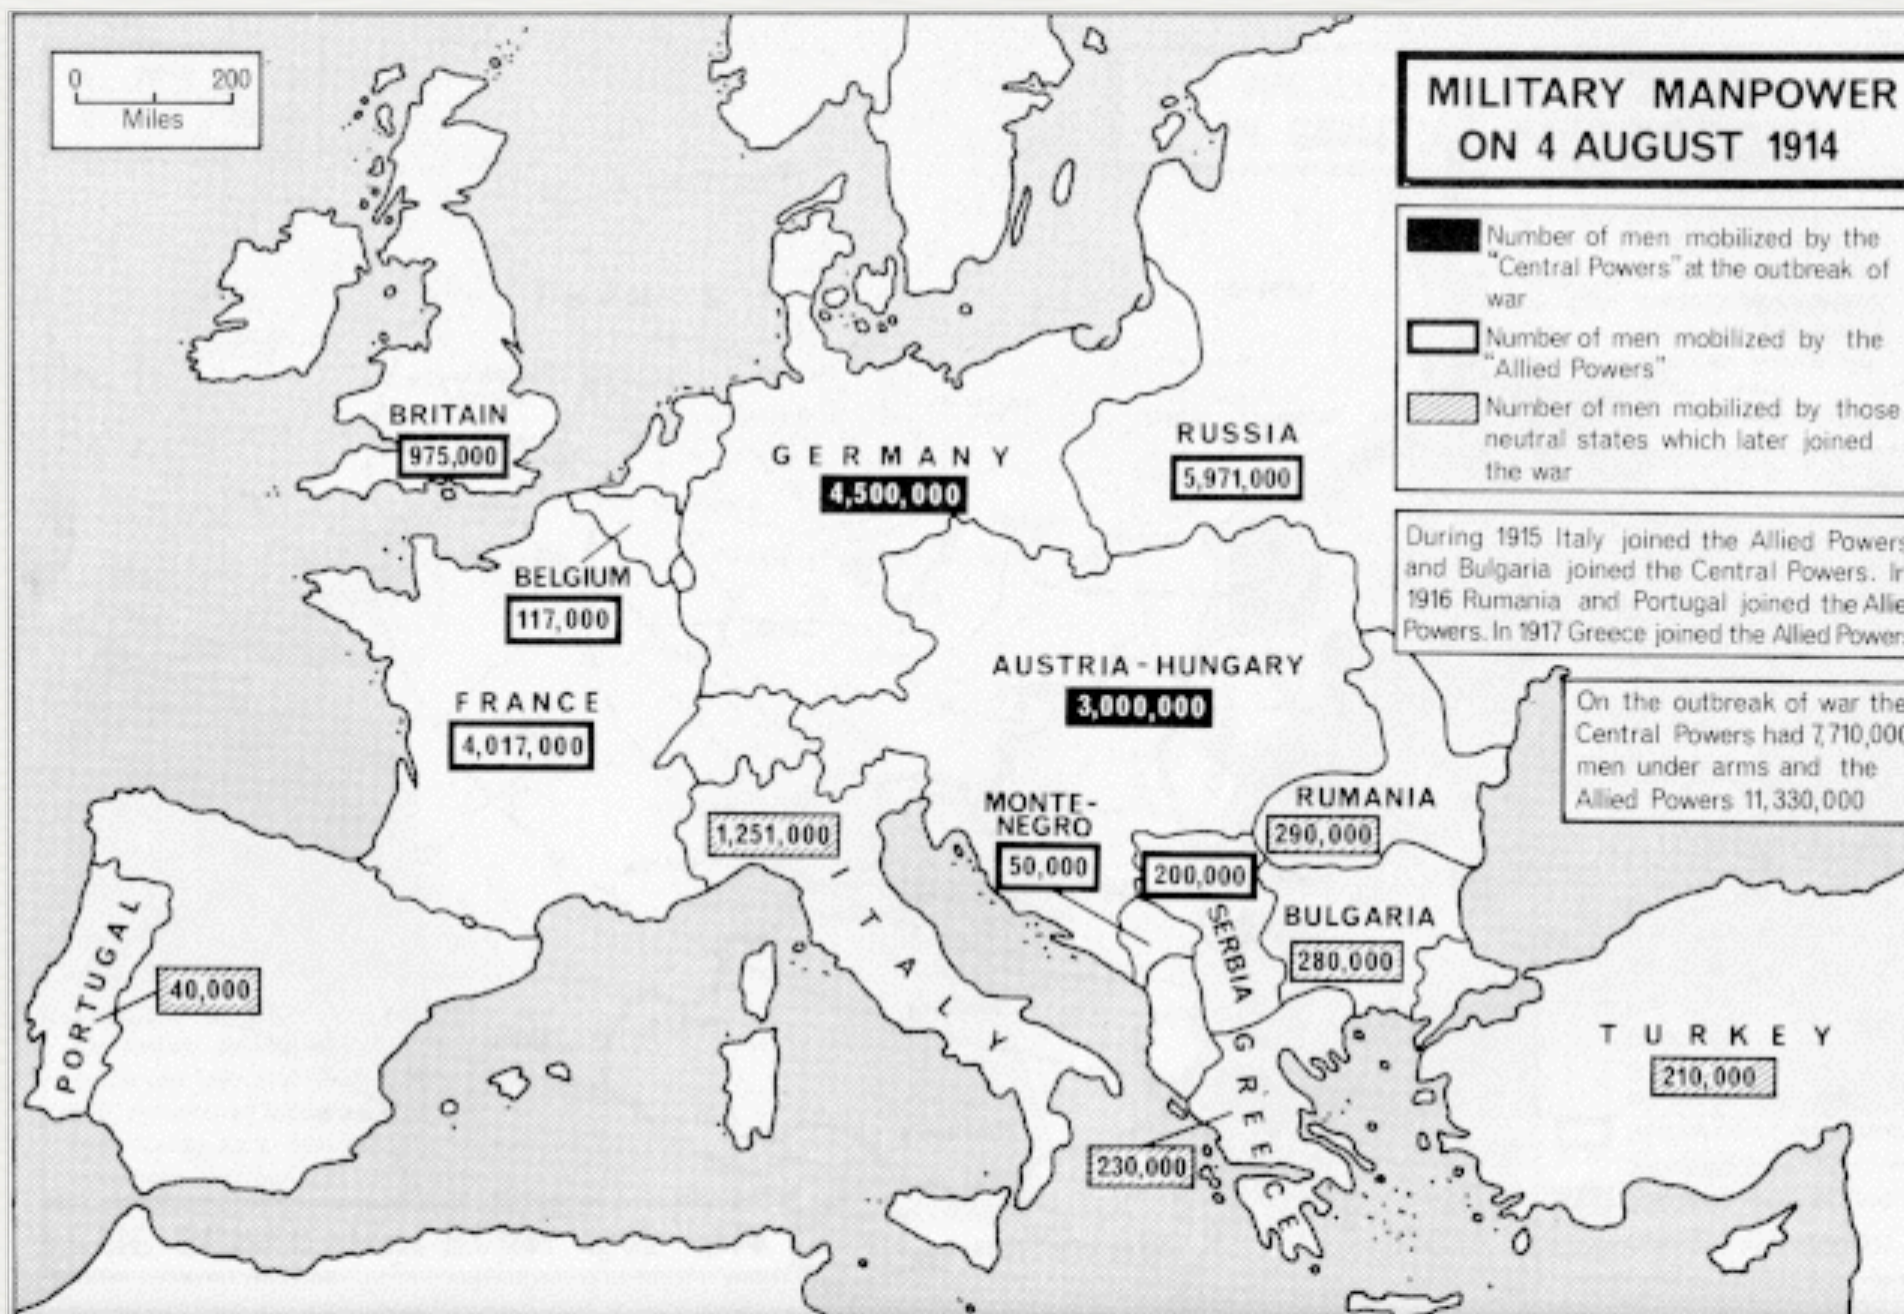 0 200
Miles
MILITARY MANPOWER
ON 4 AUGUST 1914
Number of men mobilized by the
"Central Powers" at the outbreak of
war
Number of men mobilized by the
"Allied Powers"
Number of men mobilized by those
neutral states which later joined
the war
During 1915 Italy joined the Allied Powers
and Bulgaria joined the Central Powers. In
1916 Rumania and Portugal joined the Allie
Powers. In 1917 Greece joined the Allied Power
On the outbreak of war the
Central Powers had 7,710,000
men under arms and the
Allied Powers 11,330,000
BRITAIN
975,000
GERMANY
4,500,000
RUSSIA
5,971,000
BELGIUM
117,000
FRANCE
4,017,000
AUSTRIA-HUNGARY
3,000,000
MONTE-
NEGRO
50,000
200,000
SERBIA
RUMANIA
290,000
BULGARIA
280,000
1,251,000
ITALY
PORTUGAL
40,000
GREECE
230,000
TURKEY
210,000